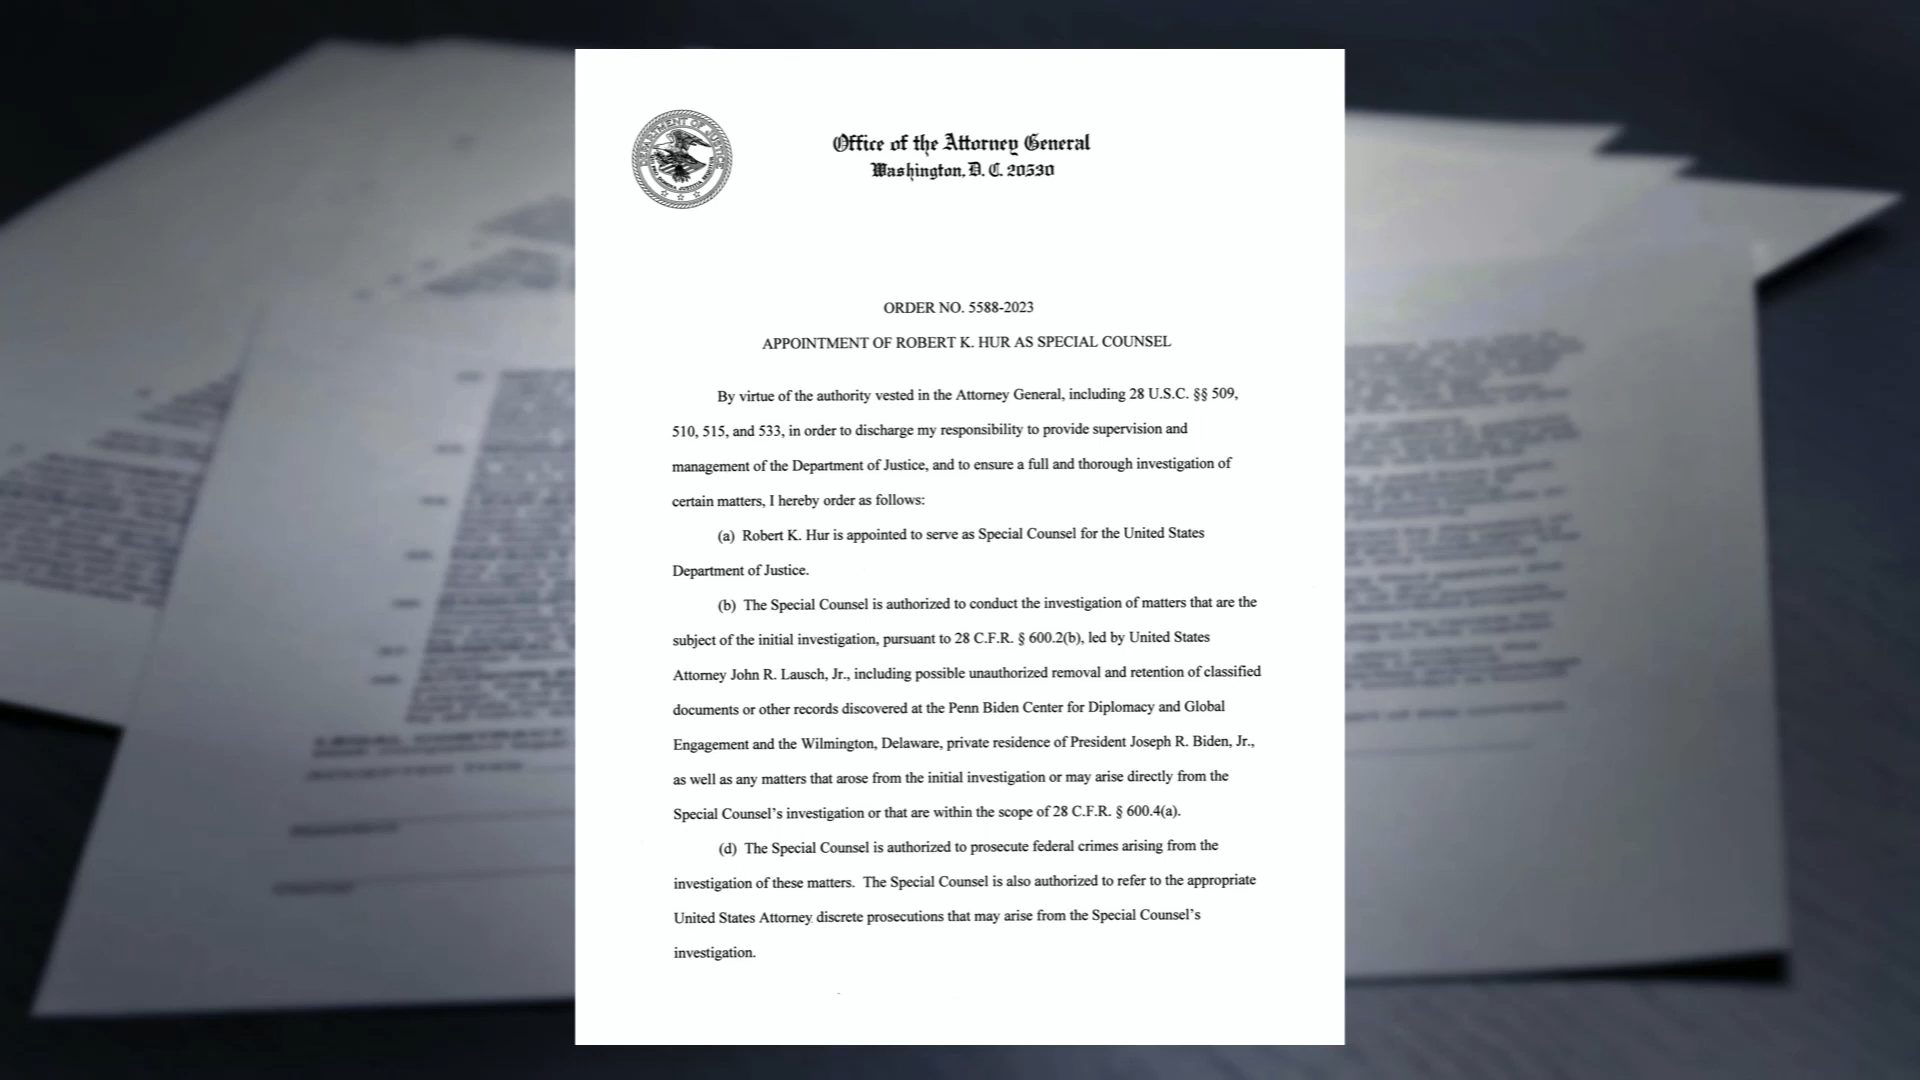 DEPARTMENT OF JUSTICE
Office of the Attorney General
Washington, D. C. 20530
ORDER NO. 5588-2023
APPOINTMENT OF ROBERT K. HUR AS SPECIAL COUNSEL
By virtue of the authority vested in the Attorney General, including 28 U.S.C. §§ 509,
510, 515, and 533, in order to discharge my responsibility to provide supervision and
management of the Department of Justice, and to ensure a full and thorough investigation of
certain matters, I hereby order as follows:
(a) Robert K. Hur is appointed to serve as Special Counsel for the United States
Department of Justice.
(b) The Special Counsel is authorized to conduct the investigation of matters that are the
subject of the initial investigation, pursuant to 28 C.F.R. § 600.2(b), led by United States
Attorney John R. Lausch, Jr., including possible unauthorized removal and retention of classified
documents or other records discovered at the Penn Biden Center for Diplomacy and Global
Engagement and the Wilmington, Delaware, private residence of President Joseph R. Biden, Jr.,
as well as any matters that arose from the initial investigation or may arise directly from the
Special Counsel’s investigation or that are within the scope of 28 C.F.R. § 600.4(a).
(d) The Special Counsel is authorized to prosecute federal crimes arising from the
investigation of these matters. The Special Counsel is also authorized to refer to the appropriate
United States Attorney discrete prosecutions that may arise from the Special Counsel’s
investigation.